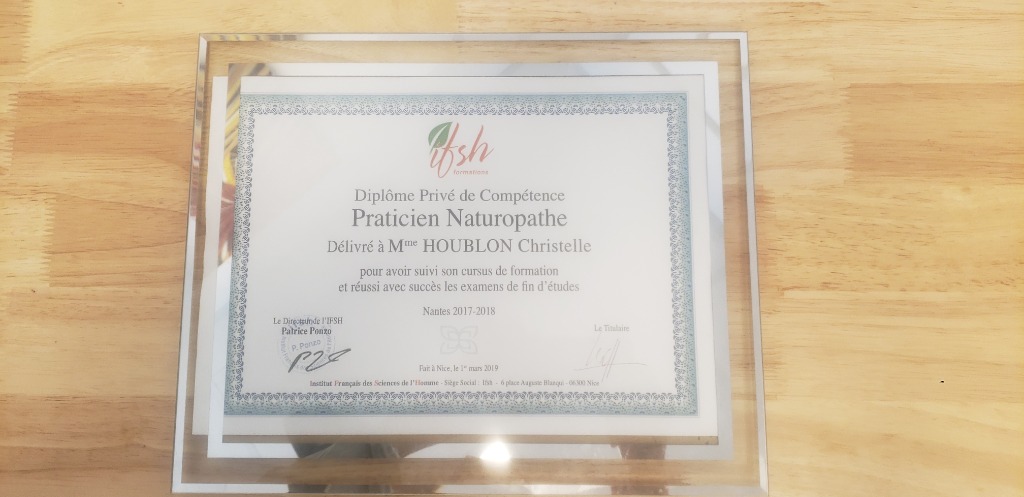 ifsh
formations
Diplôme Privé de Compétence
Praticien Naturopathe
Délivré à Mme HOUBLON Christelle
pour avoir suivi son cursus de formation
et réussi avec succès les examens de fin d'études
Nantes 2017-2018
Le Directeur de l'IFSH
Patrice Ponzo
P. Ponzo
Le Titulaire
Fait à Nice, le 1er mars 2019
Institut Français des Sciences de l'Homme - Siège Social : IFSH - 6 place Auguste Blanqui - 06300 Nice